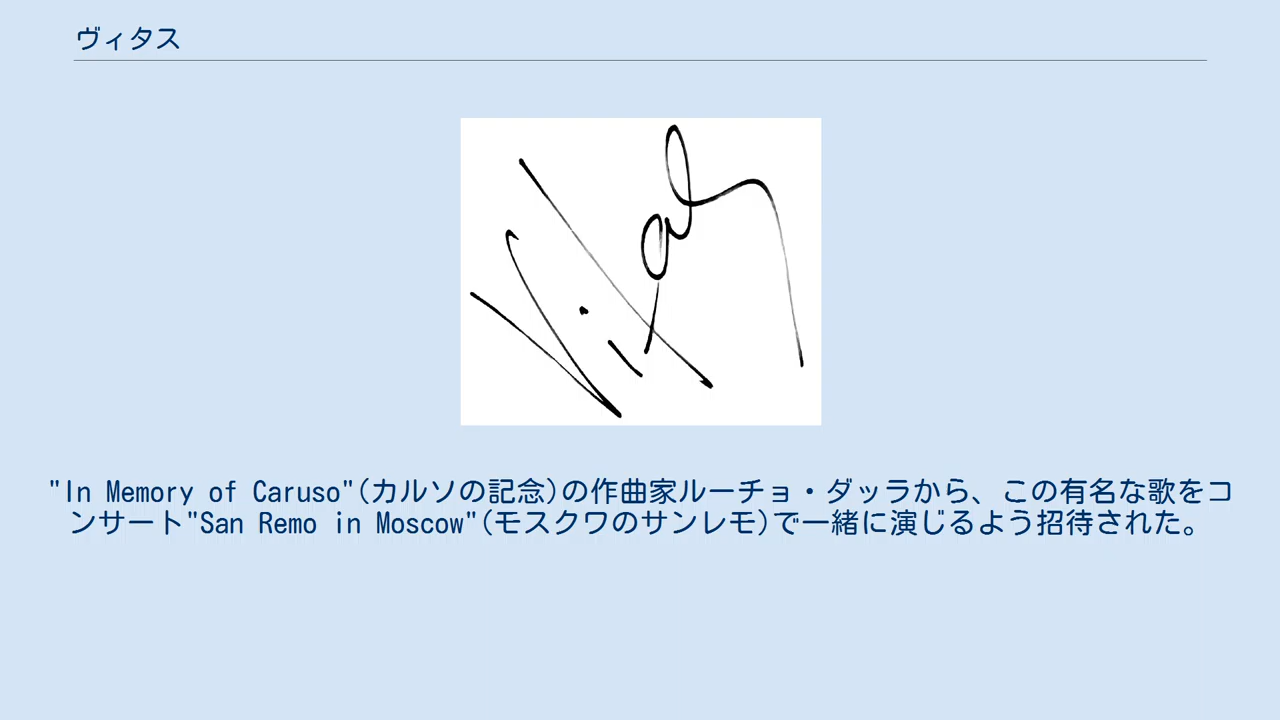 ヴィタス
Vitas
"In Memory of Caruso"(カルソの記念)の作曲家ルーチョ・ダッラから、この有名な歌をコ
ンサート"San Remo in Moscow"(モスクワのサンレモ)で一緒に演じるよう招待された。